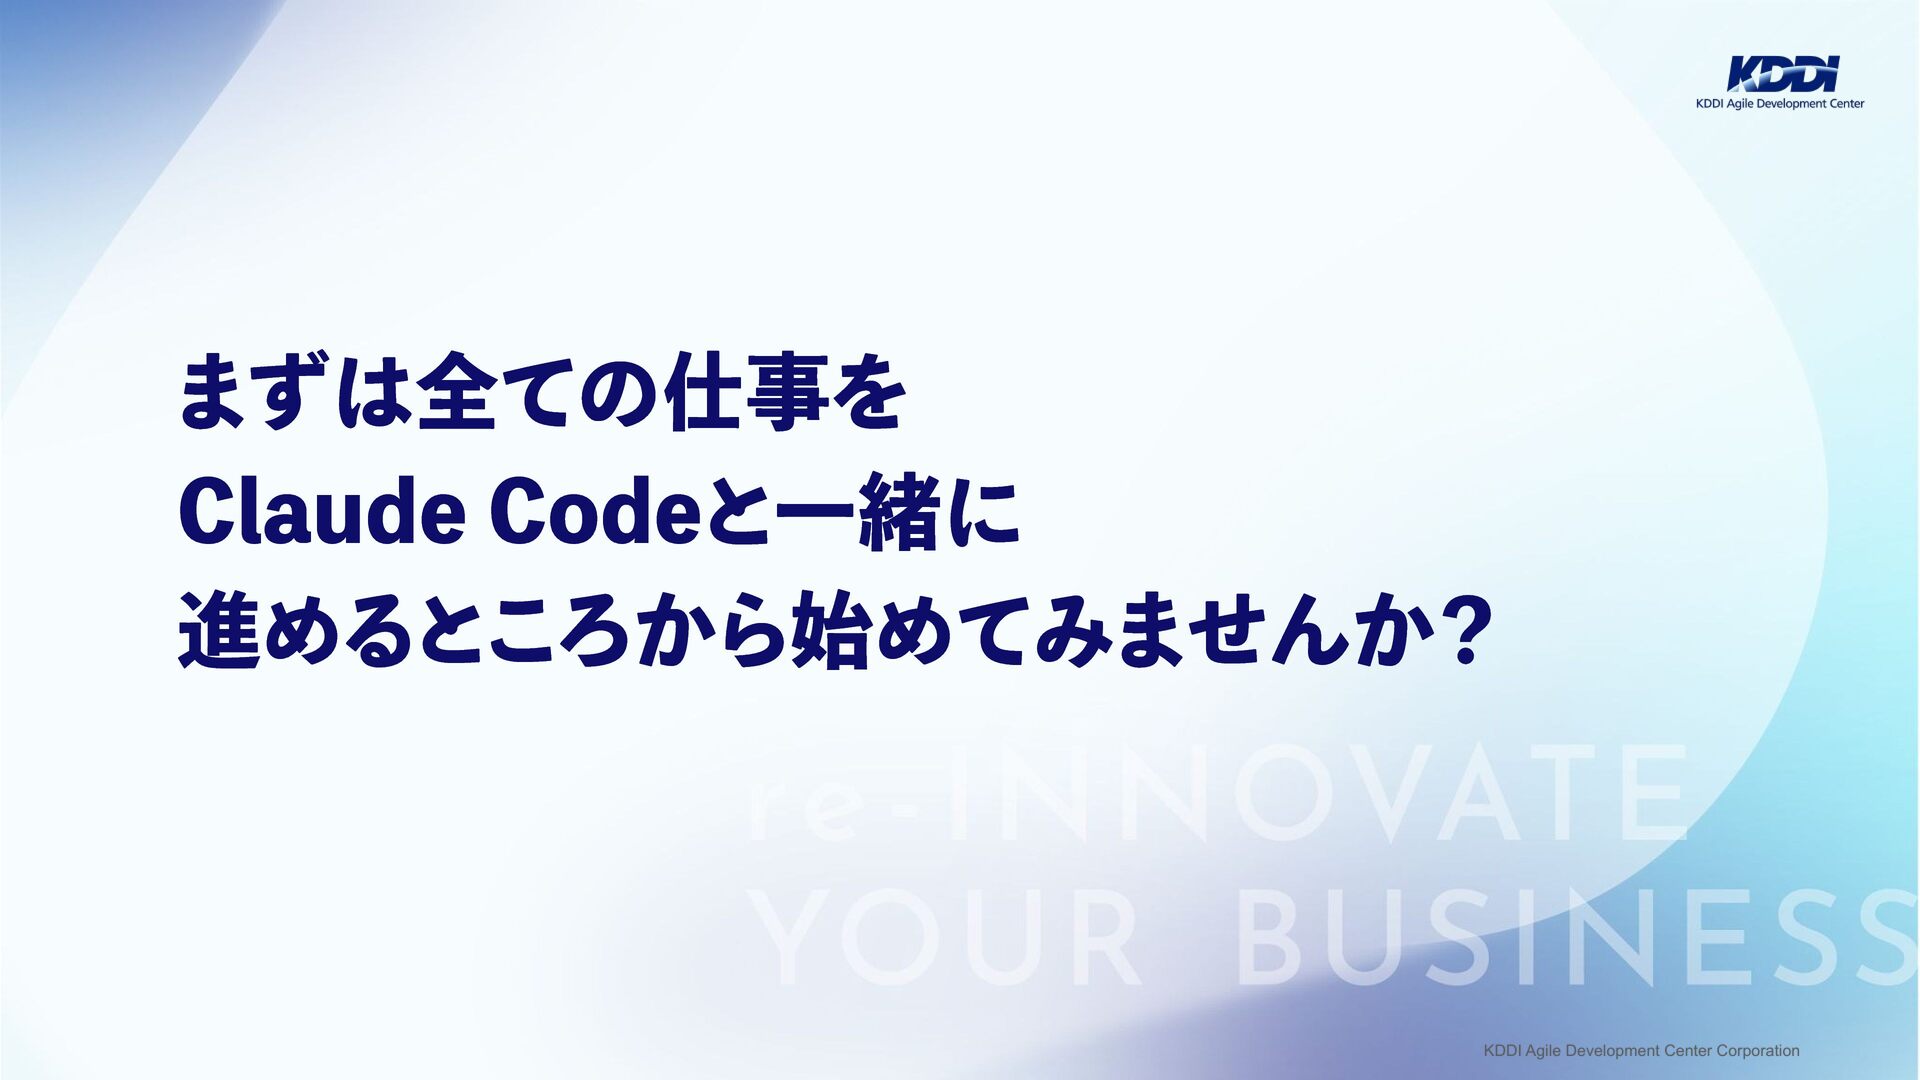 KDDI
KDDI Agile Development Center
まずは全ての仕事を
Claude Codeと一緒に
進めるところから始めてみませんか？
re-INNOVATE
YOUR BUSINESS
KDDI Agile Development Center Corporation